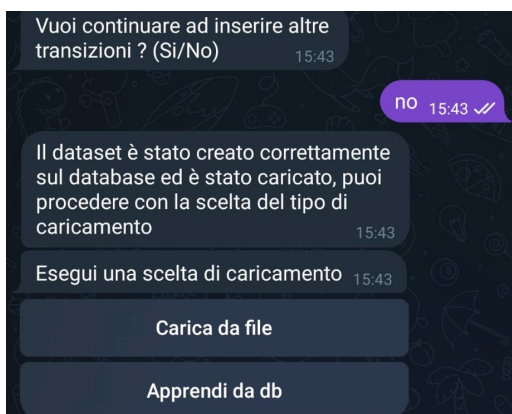 Vuoi continuare ad inserire altre
transizioni ? (Si/No) 15:43
no 15:43
Il dataset è stato creato correttamente
sul database ed è stato caricato, puoi
procedere con la scelta del tipo di
caricamento 15:43
Esegui una scelta di caricamento 15:43
Carica da file
Apprendi da db